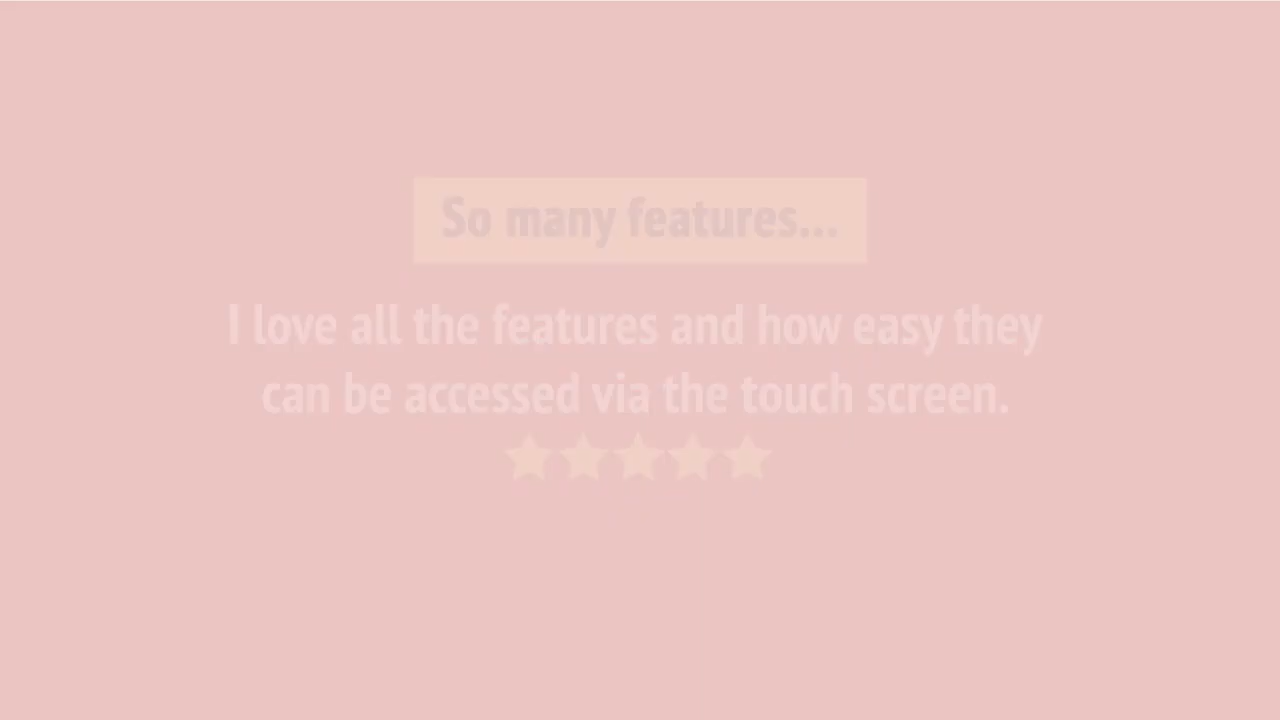 So many features...
I love all the features and how easy they
can be accessed via the touch screen.